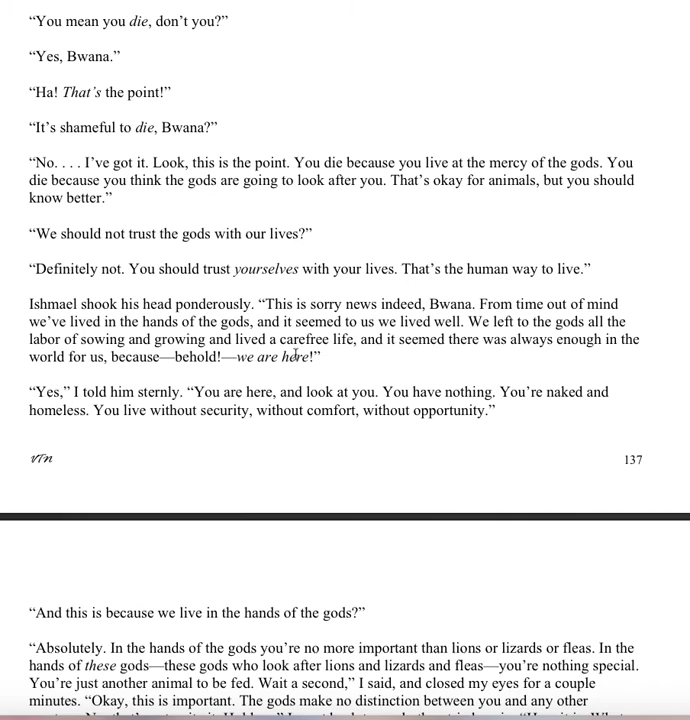 “You mean you die, don’t you?”
“Yes, Bwana.”
“Ha! That’s the point!”
“It’s shameful to die, Bwana?”
“No. . . . I’ve got it. Look, this is the point. You die because you live at the mercy of the gods. You
die because you think the gods are going to look after you. That’s okay for animals, but you should
know better.”
“We should not trust the gods with our lives?”
“Definitely not. You should trust yourselves with your lives. That’s the human way to live.”
Ishmael shook his head ponderously. “This is sorry news indeed, Bwana. From time out of mind
we’ve lived in the hands of the gods, and it seemed to us we lived well. We left to the gods all the
labor of sowing and growing and lived a carefree life, and it seemed there was always enough in the
world for us, because—behold!—we are here!”
“Yes,” I told him sternly. “You are here, and look at you. You have nothing. You’re naked and
homeless. You live without security, without comfort, without opportunity.”
137
“And this is because we live in the hands of the gods?”
“Absolutely. In the hands of the gods you’re no more important than lions or lizards or fleas. In the
hands of these gods—these gods who look after lions and lizards and fleas—you’re nothing special.
You’re just another animal to be fed. Wait a second,” I said, and closed my eyes for a couple
minutes. “Okay, this is important. The gods make no distinction between you and any other